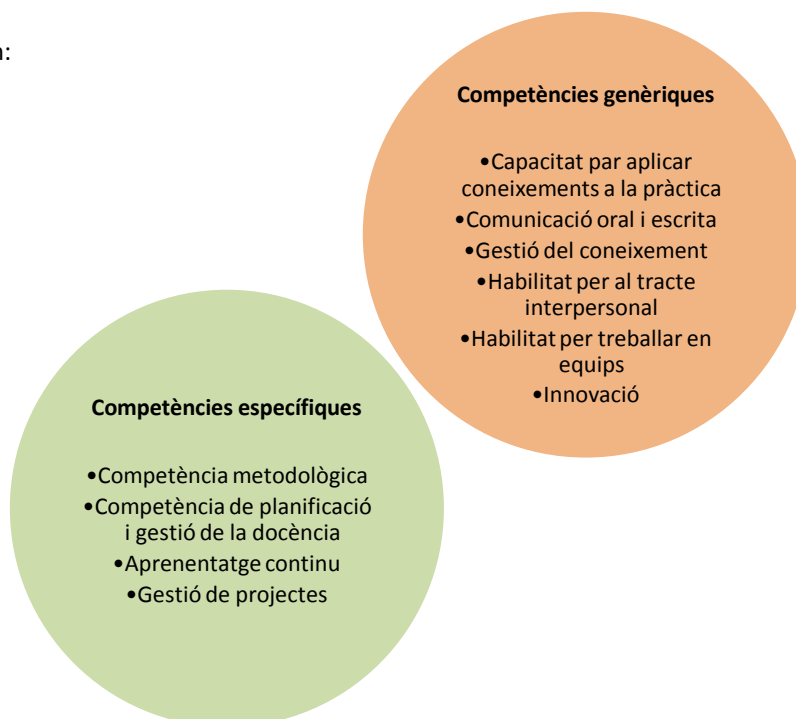 n:
Competències genèriques
•Capacitat par aplicar
coneixements a la pràctica
•Comunicació oral i escrita
•Gestió del coneixement
•Habilitat per al tracte
interpersonal
•Habilitat per treballar en
equips
•Innovació
Competències específiques
•Competència metodològica
•Competència de planificació
i gestió de la docència
•Aprenentatge continu
•Gestió de projectes